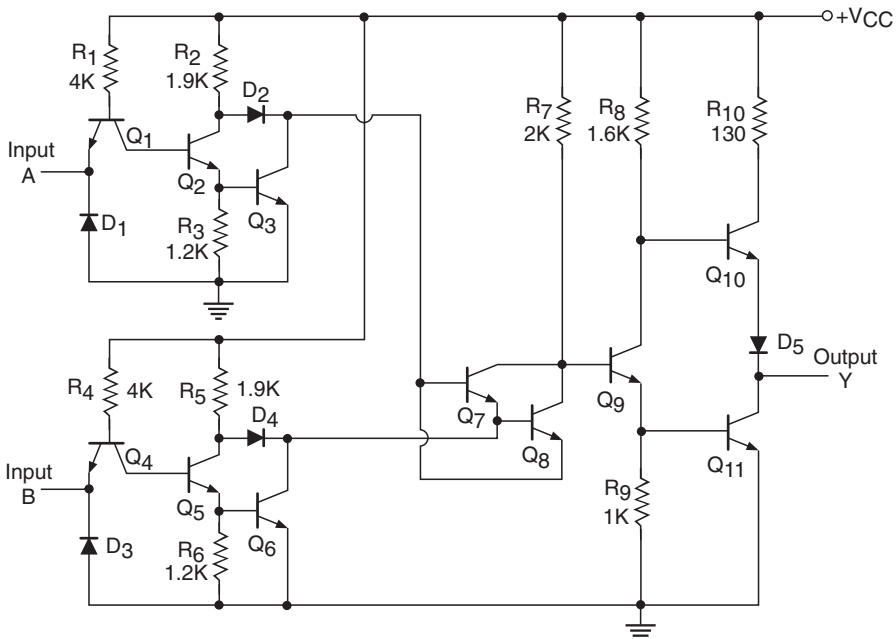 +VCC
R1
4K
R2
1.9K
D2
R7
2K
R8
1.6K
R10
130
Input
A
Q1
Q2
Q3
D1
R3
1.2K
Q10
D5
Output
Y
R4
4K
R5
1.9K
D4
Q7
Q8
Q9
Q11
Input
B
Q4
Q5
Q6
D3
R6
1.2K
R9
1K